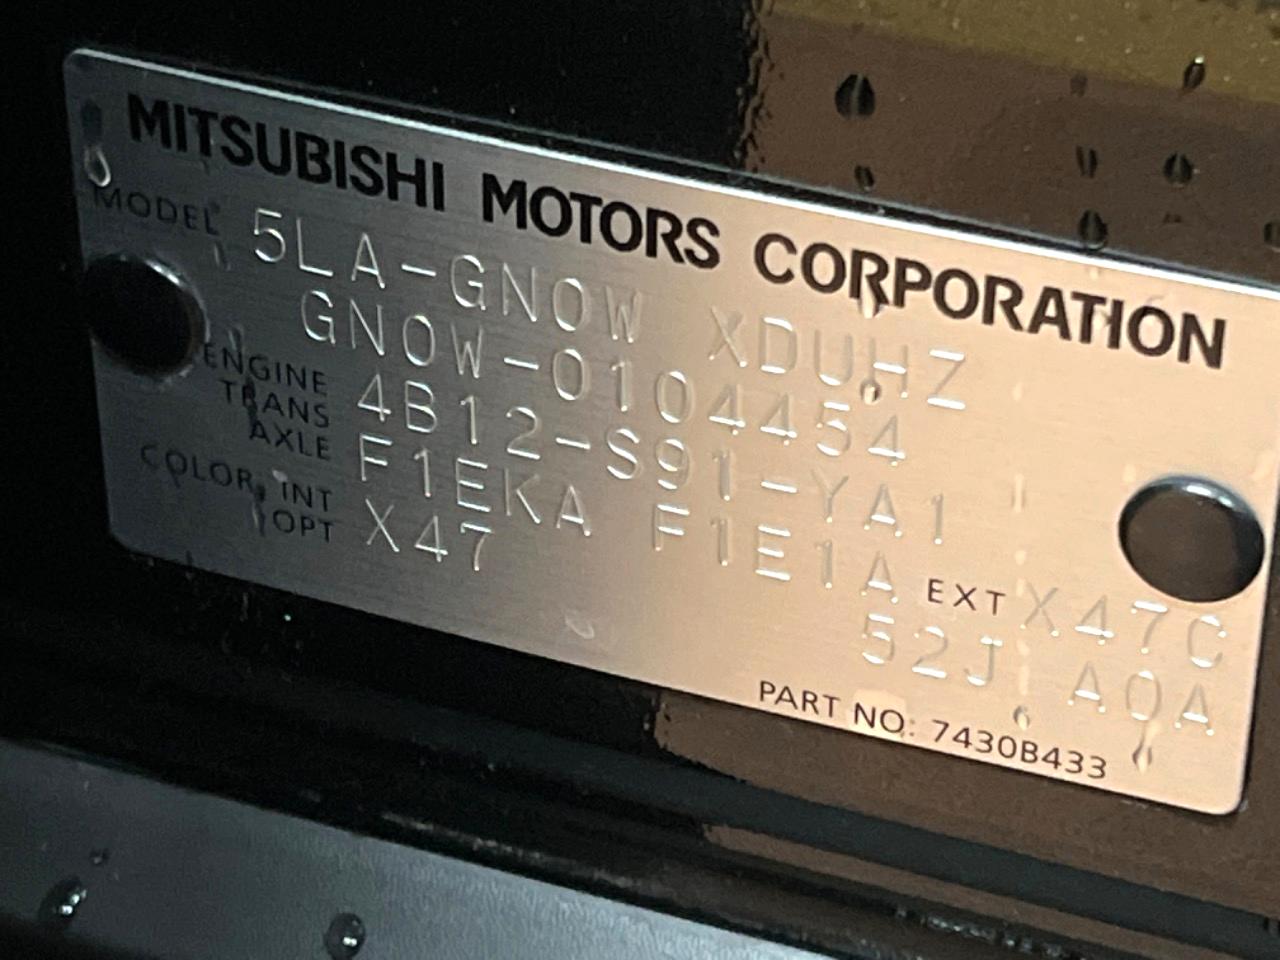 MITSUBISHI MOTORS CORPORATION
MODEL 5LA-GN0W XDUHZ
GN0W-0104454
ENGINE 4B12-S91-YA1
TRANS AXLE F1EKA F1E1A
COLOR, INT X47 EXT X47C
OPT 52J A0A
PART NO: 7430B433